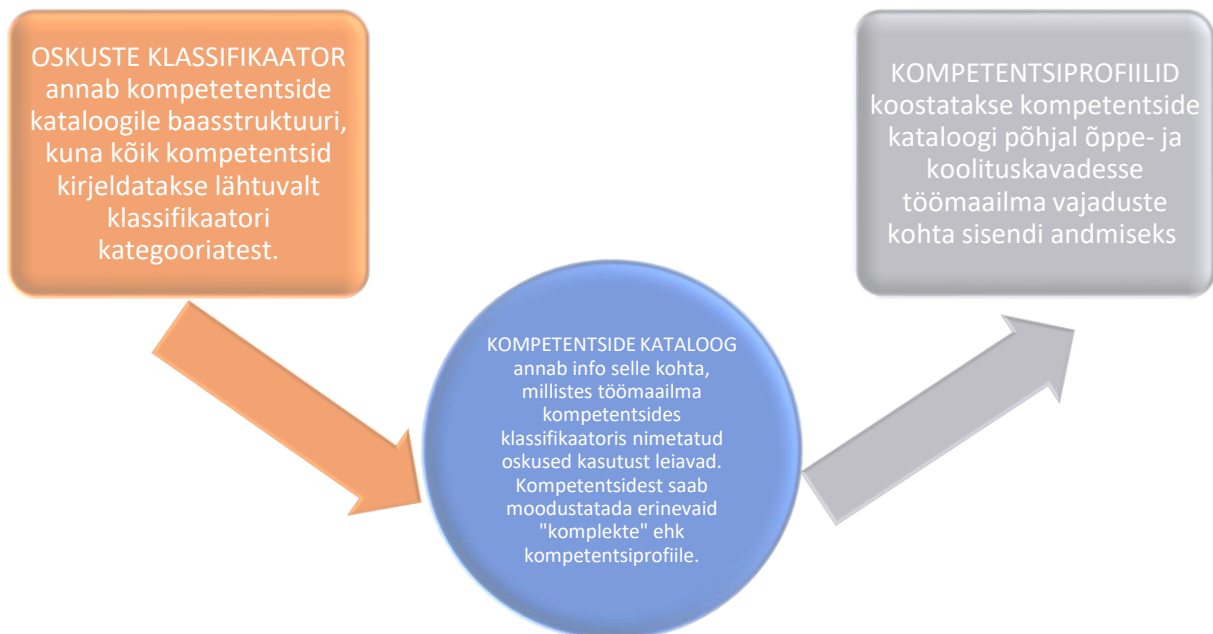 OSKUSTE KLASSIFIKAATOR
annab kompetetentside
kataloogile baasstruktuuri,
kuna kõik kompetentsid
kirjeldatakse lähtuvalt
klassifikaatori
kategooriatest.
KOMPETENTSIDE KATALOOG
annab info selle kohta,
millistes töömaailma
kompetentsides
klassifikaatoris nimetatud
oskused kasutust leiavad.
Kompetentsidest saab
moodustatada erinevaid
"komplekte" ehk
kompetentsiprofiile.
KOMPETENTSIPROFIILID
koostatakse kompetentside
kataloogi põhjal õppe- ja
koolituskavadesse
töömaailma vajaduste
kohta sisendi andmiseks